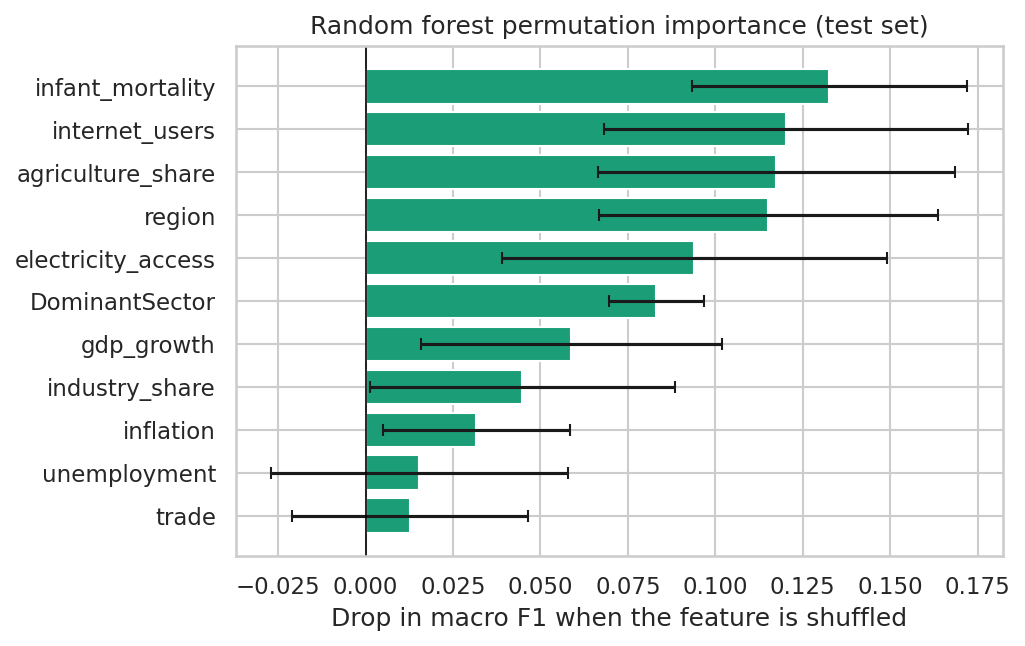 Random forest permutation importance (test set)
infant_mortality
internet_users
agriculture_share
region
electricity_access
DominantSector
gdp_growth
industry_share
inflation
unemployment
trade
−0.025 0.000 0.025 0.050 0.075 0.100 0.125 0.150 0.175
Drop in macro F1 when the feature is shuffled